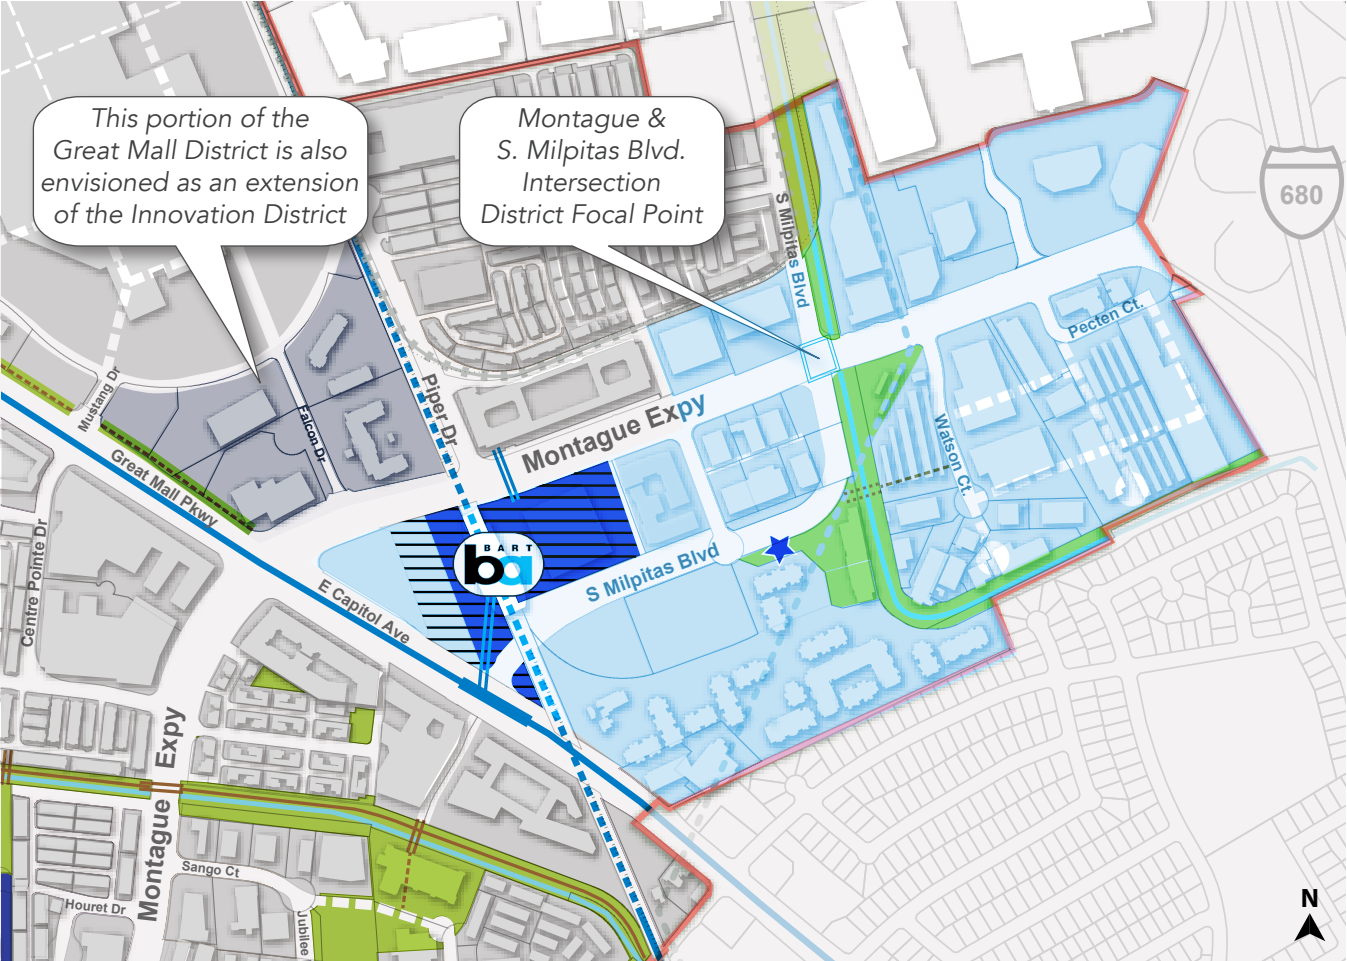 This portion of the
Great Mall District is also
envisioned as an extension
of the Innovation District
Montague &
S. Milpitas Blvd.
Intersection
District Focal Point
680
S Milpitas Blvd
Pecten Ct.
Mustang Dr
Falcon Dr
Piper Dr
Montague Expy
Watson Ct.
Great Mall Pkwy
Centre Pointe Dr
BART
ba
S Milpitas Blvd
E Capitol Ave
Montague Expy
Sango Ct
Houret Dr
Jubilee
N